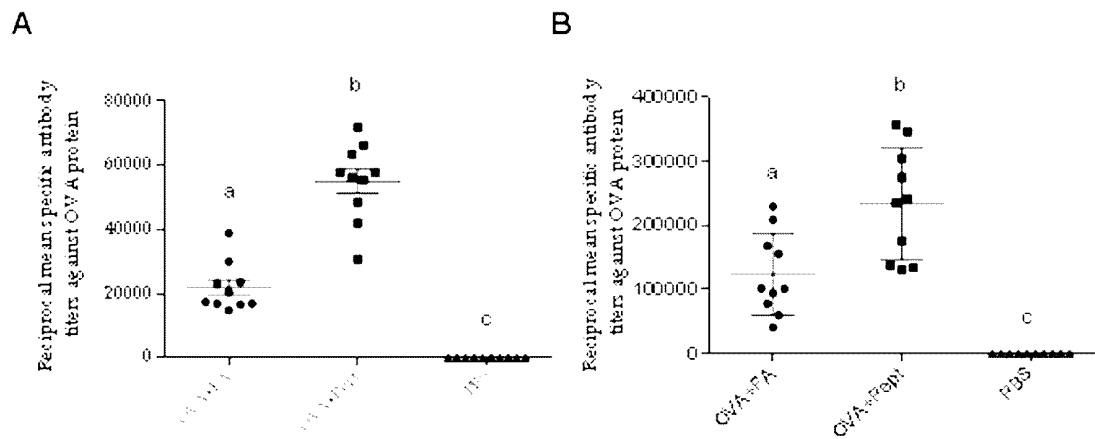 A
B
Reciprocal mean specific antibody
titers against OVA protein
80000
60000
40000
20000
0
a
b
c
Reciprocal mean specific antibody
titers against OVA protein
400000
300000
200000
100000
0
a
b
c
OVA+PA
OVA+Pept
PBS